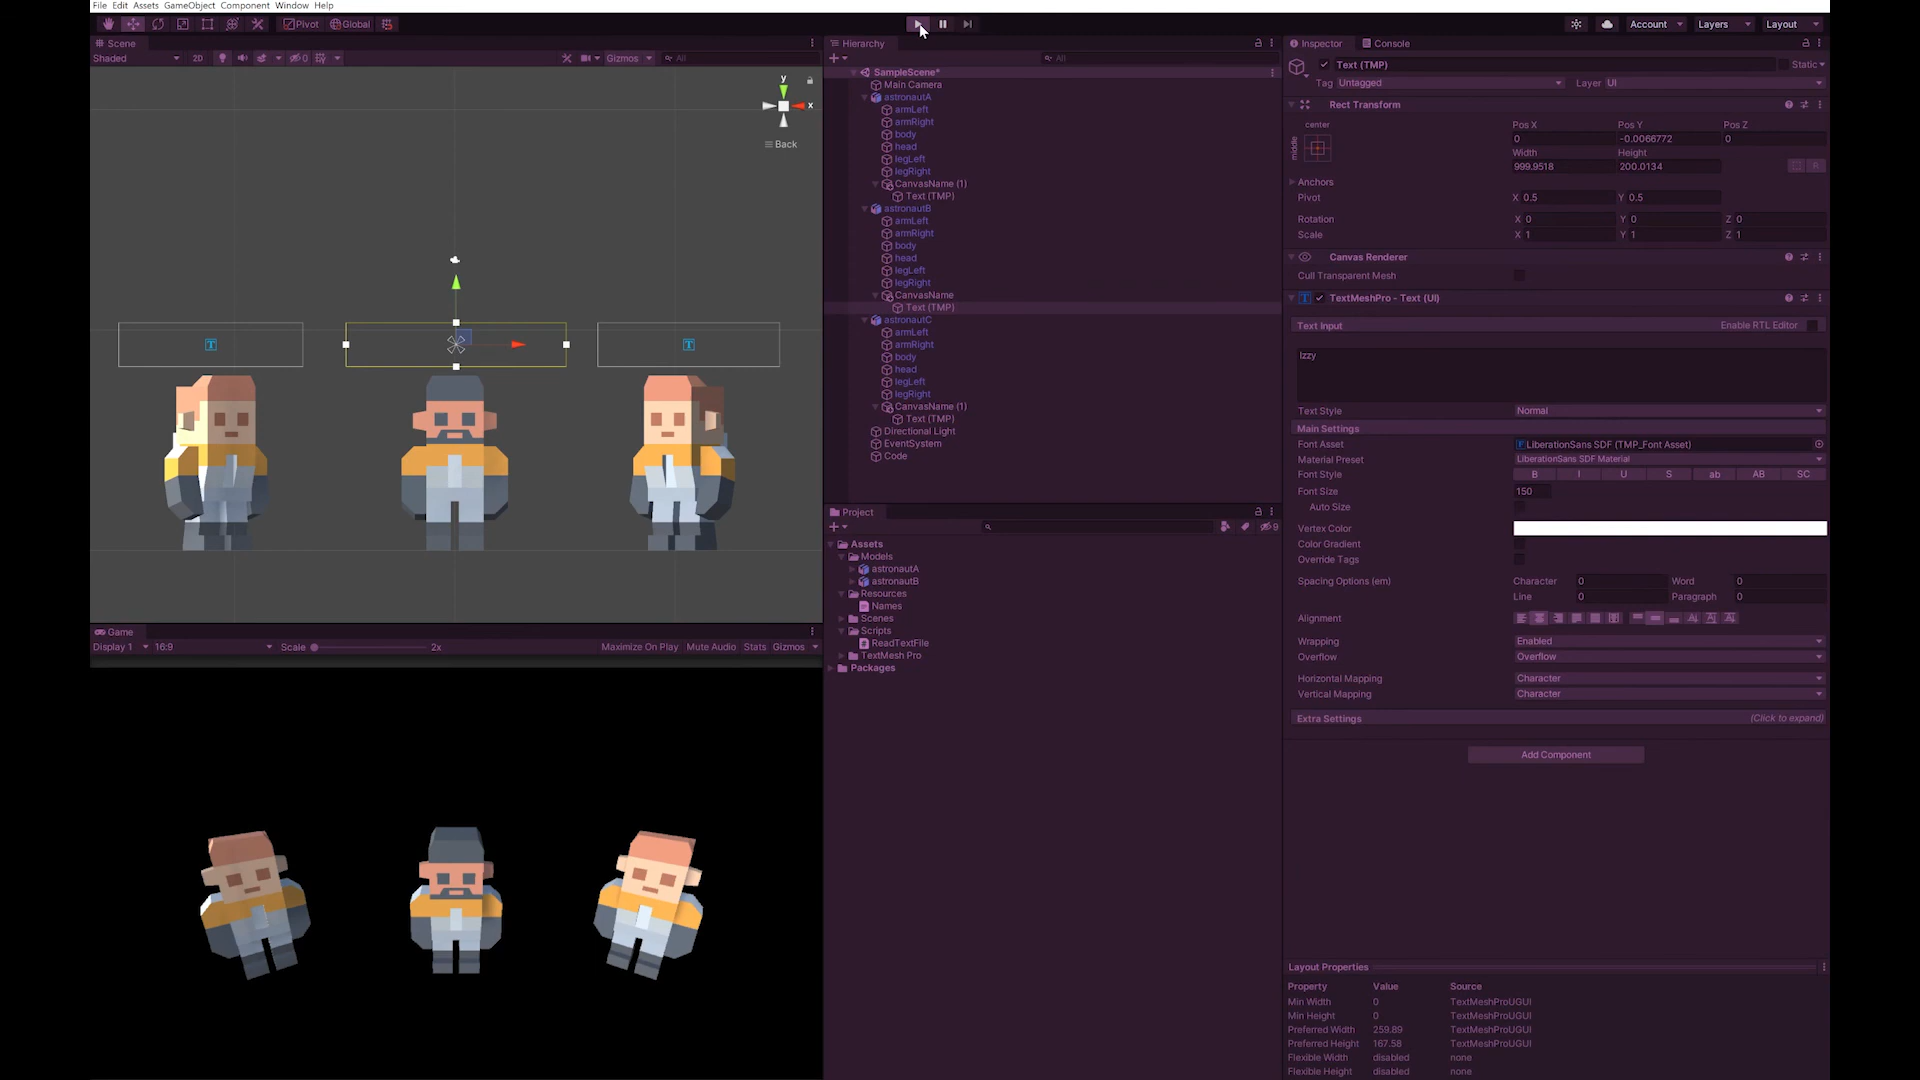 File Edit Assets GameObject Component Window Help
Pivot Global
Account Layers Layout
Scene
Shaded 2D 0 Gizmos All
y
x
Back
Game
Display 1 16:9 Scale 2x Maximize On Play Mute Audio Stats Gizmos
Hierarchy
All
SampleScene*
Main Camera
astronautA
armLeft
armRight
body
head
legLeft
legRight
CanvasName (1)
Text (TMP)
astronautB
armLeft
armRight
body
head
legLeft
legRight
CanvasName
Text (TMP)
astronautC
armLeft
armRight
body
head
legLeft
legRight
CanvasName (1)
Text (TMP)
Directional Light
EventSystem
Code
Project
9
Assets
Models
astronautA
astronautB
Resources
Names
Scenes
Scripts
ReadTextFile
TextMesh Pro
Packages
Inspector Console
Text (TMP) Static
Tag Untagged Layer UI
Rect Transform
center
middle
Pos X Pos Y Pos Z
0 -0.0066772 0
Width Height
999.9518 200.0134
R
Anchors
Pivot X 0.5 Y 0.5
Rotation X 0 Y 0 Z 0
Scale X 1 Y 1 Z 1
Canvas Renderer
Cull Transparent Mesh
TextMeshPro - Text (UI)
Text Input Enable RTL Editor
Izzy
Text Style Normal
Main Settings
Font Asset LiberationSans SDF (TMP_Font Asset)
Material Preset LiberationSans SDF Material
Font Style B I U S ab AB SC
Font Size 150
Auto Size
Vertex Color
Color Gradient
Override Tags
Spacing Options (em) Character 0 Word 0
Line 0 Paragraph 0
Alignment
Wrapping Enabled
Overflow Overflow
Horizontal Mapping Character
Vertical Mapping Character
Extra Settings (Click to expand)
Add Component
Layout Properties
Property Value Source
Min Width 0 TextMeshProUGUI
Min Height 0 TextMeshProUGUI
Preferred Width 259.89 TextMeshProUGUI
Preferred Height 167.58 TextMeshProUGUI
Flexible Width disabled none
Flexible Height disabled none